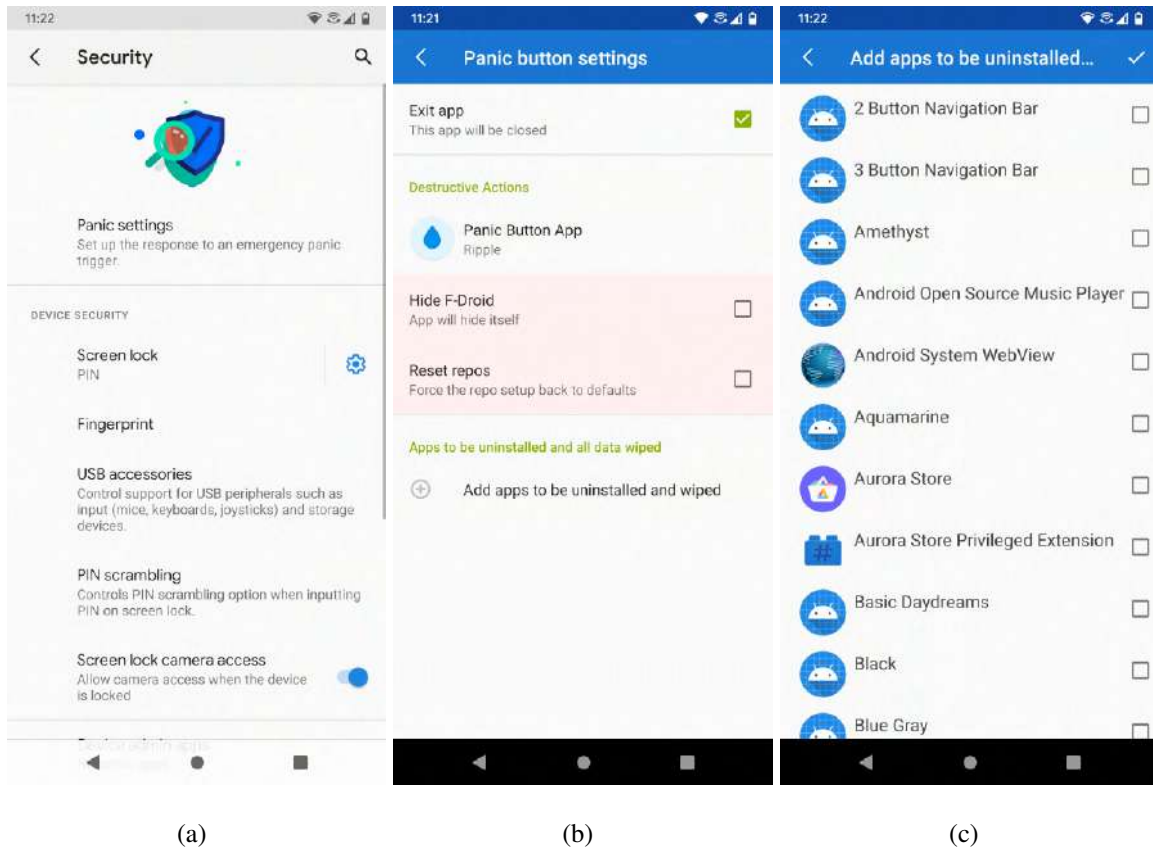 11:22
Security
Panic settings
Set up the response to an emergency panic
trigger.
DEVICE SECURITY
Screen lock
PIN
Fingerprint
USB accessories
Control support for USB peripherals such as
input (mice, keyboards, joysticks) and storage
devices.
PIN scrambling
Controls PIN scrambling option when inputting
PIN on screen lock.
Screen lock camera access
Allow camera access when the device
is locked
Device admin apps
(a)
11:21
Panic button settings
Exit app
This app will be closed
Destructive Actions
Panic Button App
Ripple
Hide F-Droid
App will hide itself
Reset repos
Force the repo setup back to defaults
Apps to be uninstalled and all data wiped
Add apps to be uninstalled and wiped
(b)
11:22
Add apps to be uninstalled...
2 Button Navigation Bar
3 Button Navigation Bar
Amethyst
Android Open Source Music Player
Android System WebView
Aquamarine
Aurora Store
Aurora Store Privileged Extension
#
Basic Daydreams
Black
Blue Gray
(c)